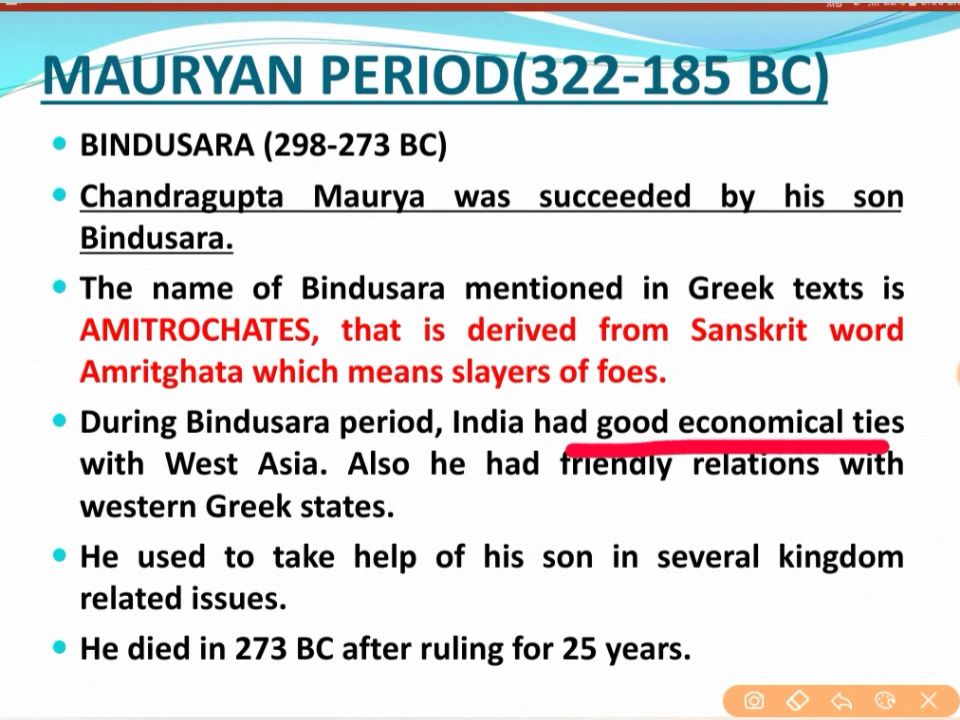 MAURYAN PERIOD(322-185 BC)
BINDUSARA (298-273 BC)
Chandragupta Maurya was succeeded by his son
Bindusara.
The name of Bindusara mentioned in Greek texts is
AMITROCHATES, that is derived from Sanskrit word
Amritghata which means slayers of foes.
During Bindusara period, India had good economical ties
with West Asia. Also he had friendly relations with
western Greek states.
He used to take help of his son in several kingdom
related issues.
He died in 273 BC after ruling for 25 years.